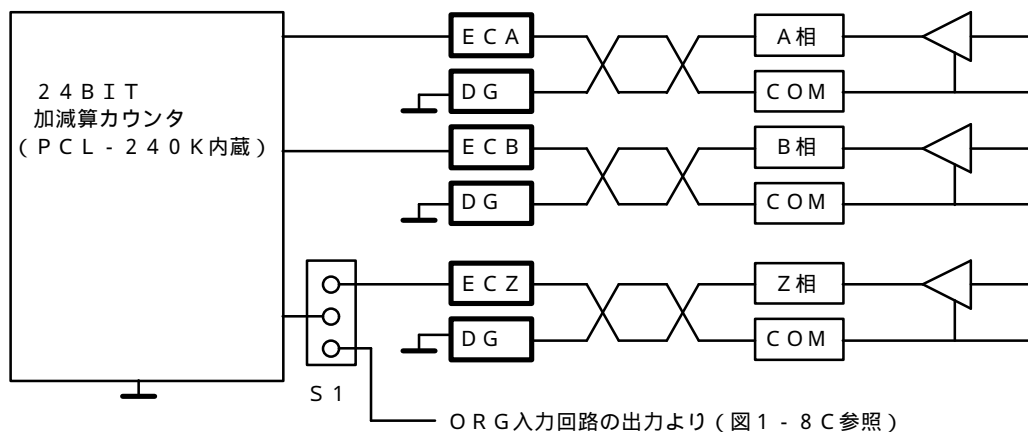 ECA
A相
24BIT
加減算カウンタ
(PCL-240K内蔵)
DG
COM
ECB
B相
DG
COM
ECZ
Z相
DG
COM
S1
ORG入力回路の出力より(図1-8C参照)